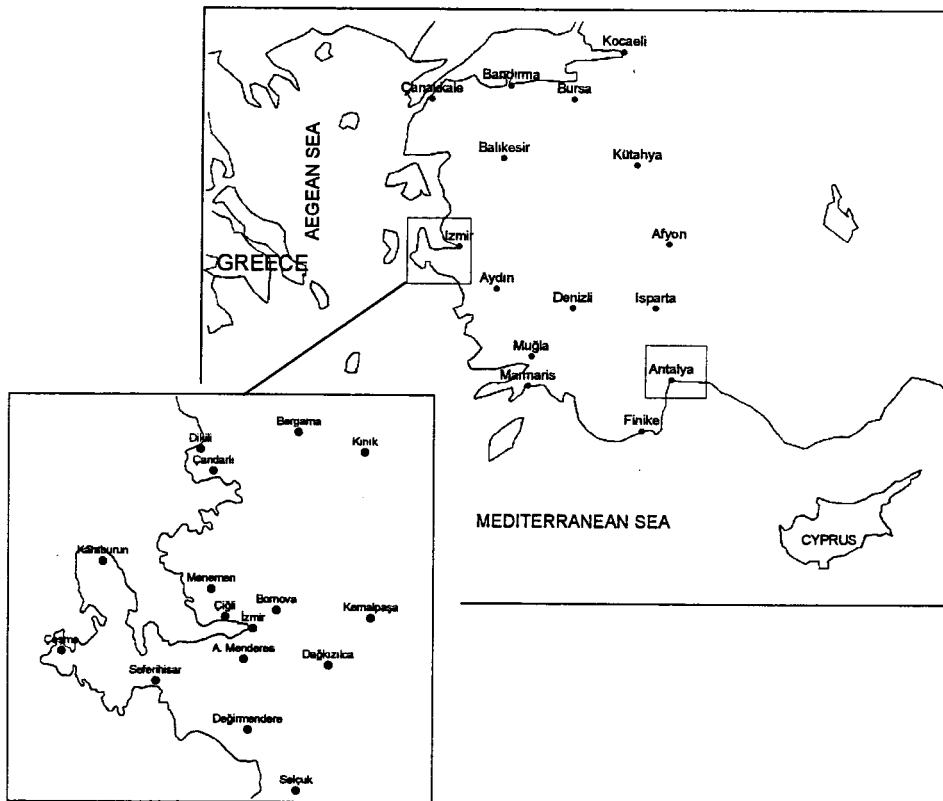 Kocaeli
Bandırma
Çanakkale
Bursa
AEGEAN SEA
Balıkesir
Kütahya
İzmir
Afyon
GREECE
Aydın
Denizli
Isparta
Muğla
Marmaris
Antalya
Finike
MEDITERRANEAN SEA
CYPRUS
Bergama
Dikili
Kınık
Çandarlı
Karaburun
Menemen
Çiğli
Bornova
İzmir
Kemalpaşa
Çeşme
A. Menderes
Dağkızılca
Seferihisar
Değirmendere
Selçuk